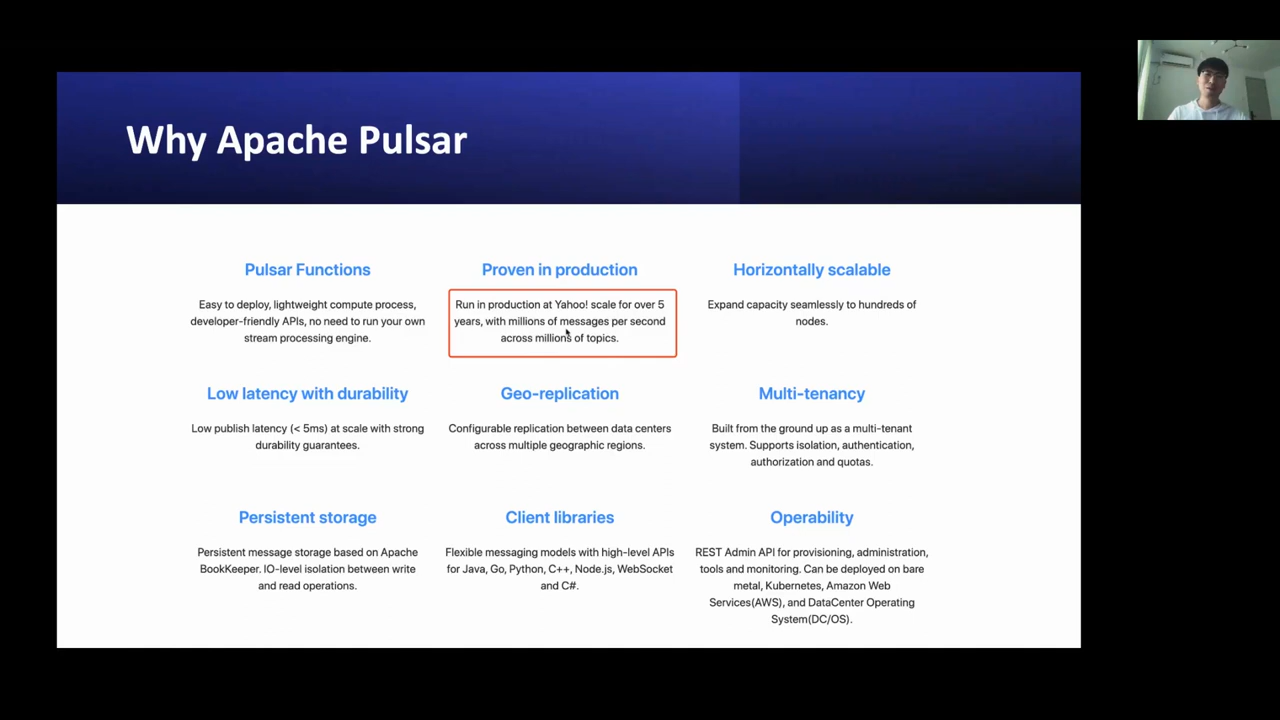 Why Apache Pulsar
Pulsar Functions
Easy to deploy, lightweight compute process,
developer-friendly APIs, no need to run your own
stream processing engine.
Proven in production
Run in production at Yahoo! scale for over 5
years, with millions of messages per second
across millions of topics.
Horizontally scalable
Expand capacity seamlessly to hundreds of
nodes.
Low latency with durability
Low publish latency (< 5ms) at scale with strong
durability guarantees.
Geo-replication
Configurable replication between data centers
across multiple geographic regions.
Multi-tenancy
Built from the ground up as a multi-tenant
system. Supports isolation, authentication,
authorization and quotas.
Persistent storage
Persistent message storage based on Apache
BookKeeper. IO-level isolation between write
and read operations.
Client libraries
Flexible messaging models with high-level APIs
for Java, Go, Python, C++, Node.js, WebSocket
and C#.
Operability
REST Admin API for provisioning, administration,
tools and monitoring. Can be deployed on bare
metal, Kubernetes, Amazon Web
Services(AWS), and DataCenter Operating
System(DC/OS).